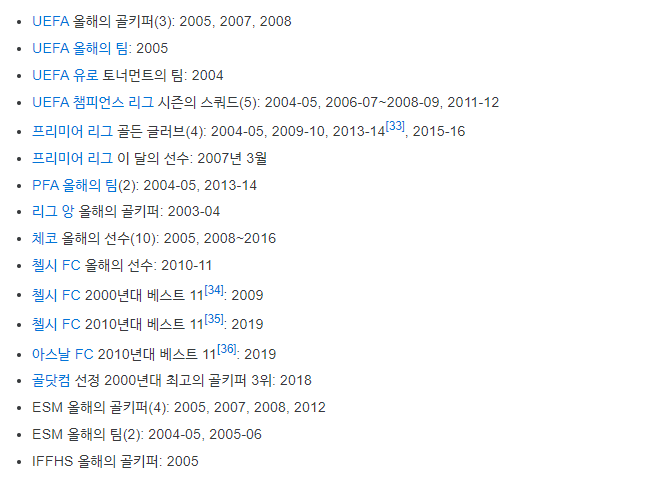 UEFA 올해의 골키퍼(3): 2005, 2007, 2008
UEFA 올해의 팀: 2005
UEFA 유로 토너먼트의 팀: 2004
UEFA 챔피언스 리그 시즌의 스쿼드(5): 2004-05, 2006-07~2008-09, 2011-12
프리미어 리그 골든 글러브(4): 2004-05, 2009-10, 2013-14[33], 2015-16
프리미어 리그 이 달의 선수: 2007년 3월
PFA 올해의 팀(2): 2004-05, 2013-14
리그 앙 올해의 골키퍼: 2003-04
체코 올해의 선수(10): 2005, 2008~2016
첼시 FC 올해의 선수: 2010-11
첼시 FC 2000년대 베스트 11[34]: 2009
첼시 FC 2010년대 베스트 11[35]: 2019
아스날 FC 2010년대 베스트 11[36]: 2019
골닷컴 선정 2000년대 최고의 골키퍼 3위: 2018
ESM 올해의 골키퍼(4): 2005, 2007, 2008, 2012
ESM 올해의 팀(2): 2004-05, 2005-06
IFFHS 올해의 골키퍼: 2005